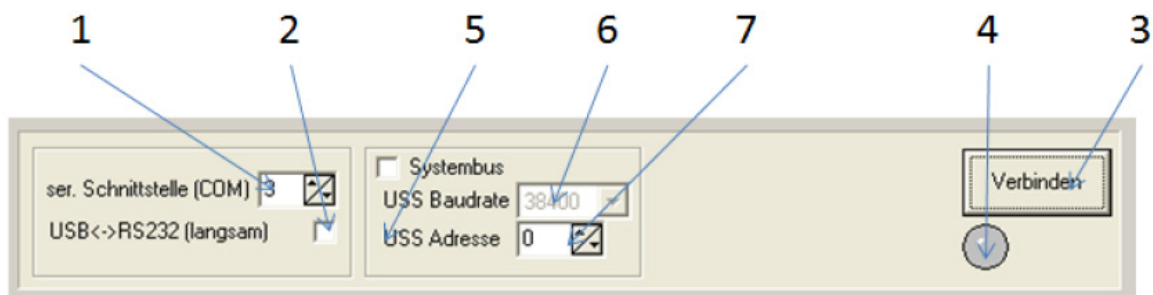 1 2 5 6 7 4 3
Systembus
ser. Schnittstelle (COM) 3
USS Baudrate 38400
Verbinden
USB<->RS232 (langsam)
USS Adresse 0